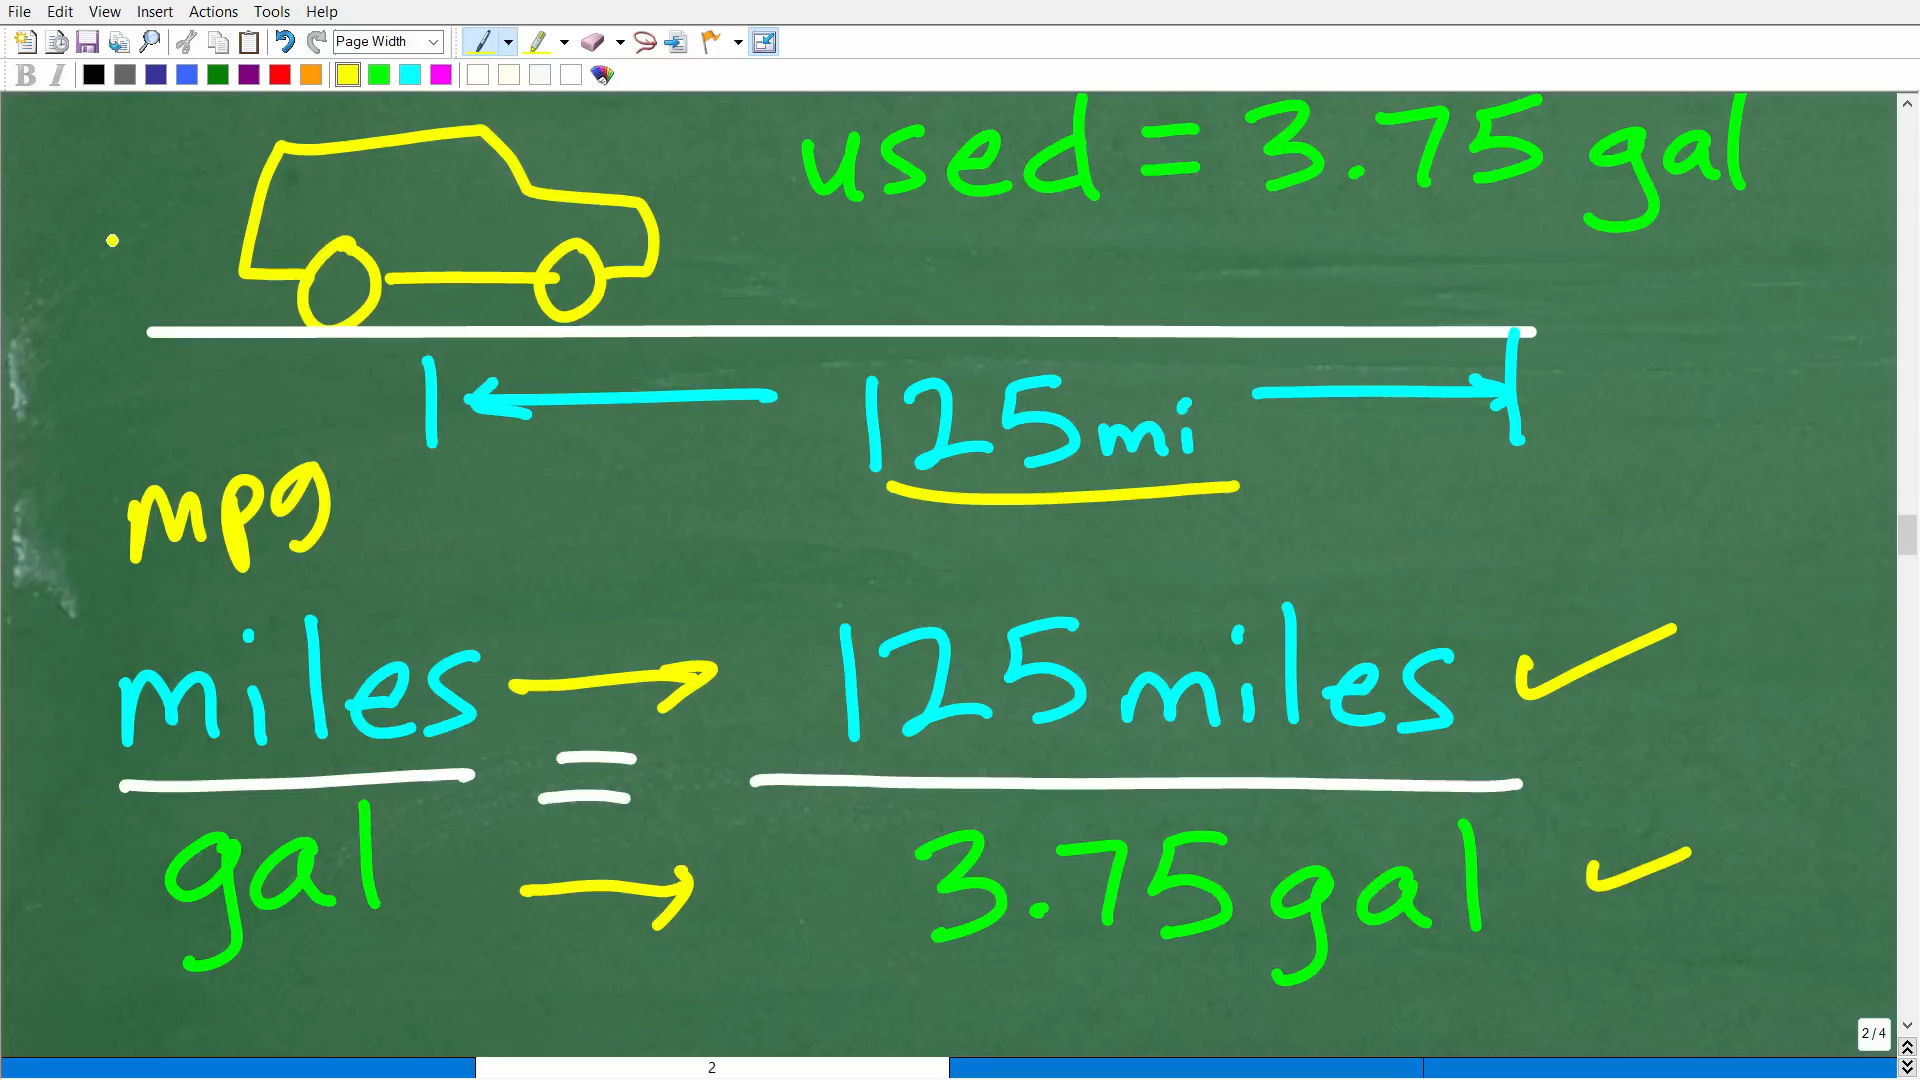 File Edit View Insert Actions Tools Help
Page Width
B I
used = 3.75 gal
125 mi
mpg
miles = 125 miles
gal 3.75 gal
2 / 4
2